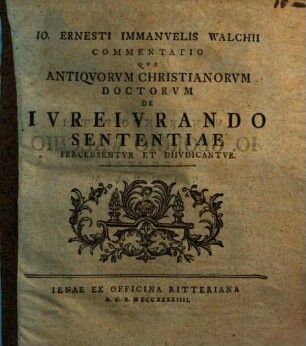 IO. ERNESTI IMMANVELIS WALCHII
COMMENTATIO
QVA
ANTIQVORVM CHRISTIANORVM
DOCTORVM
DE
IVREIVRANDO
SENTENTIAE
PERCENSENTVR ET DIIVDICANTVR.
IENAE EX OFFICINA RITTERIANA
A. O. R. MDCCXXXXIIII.